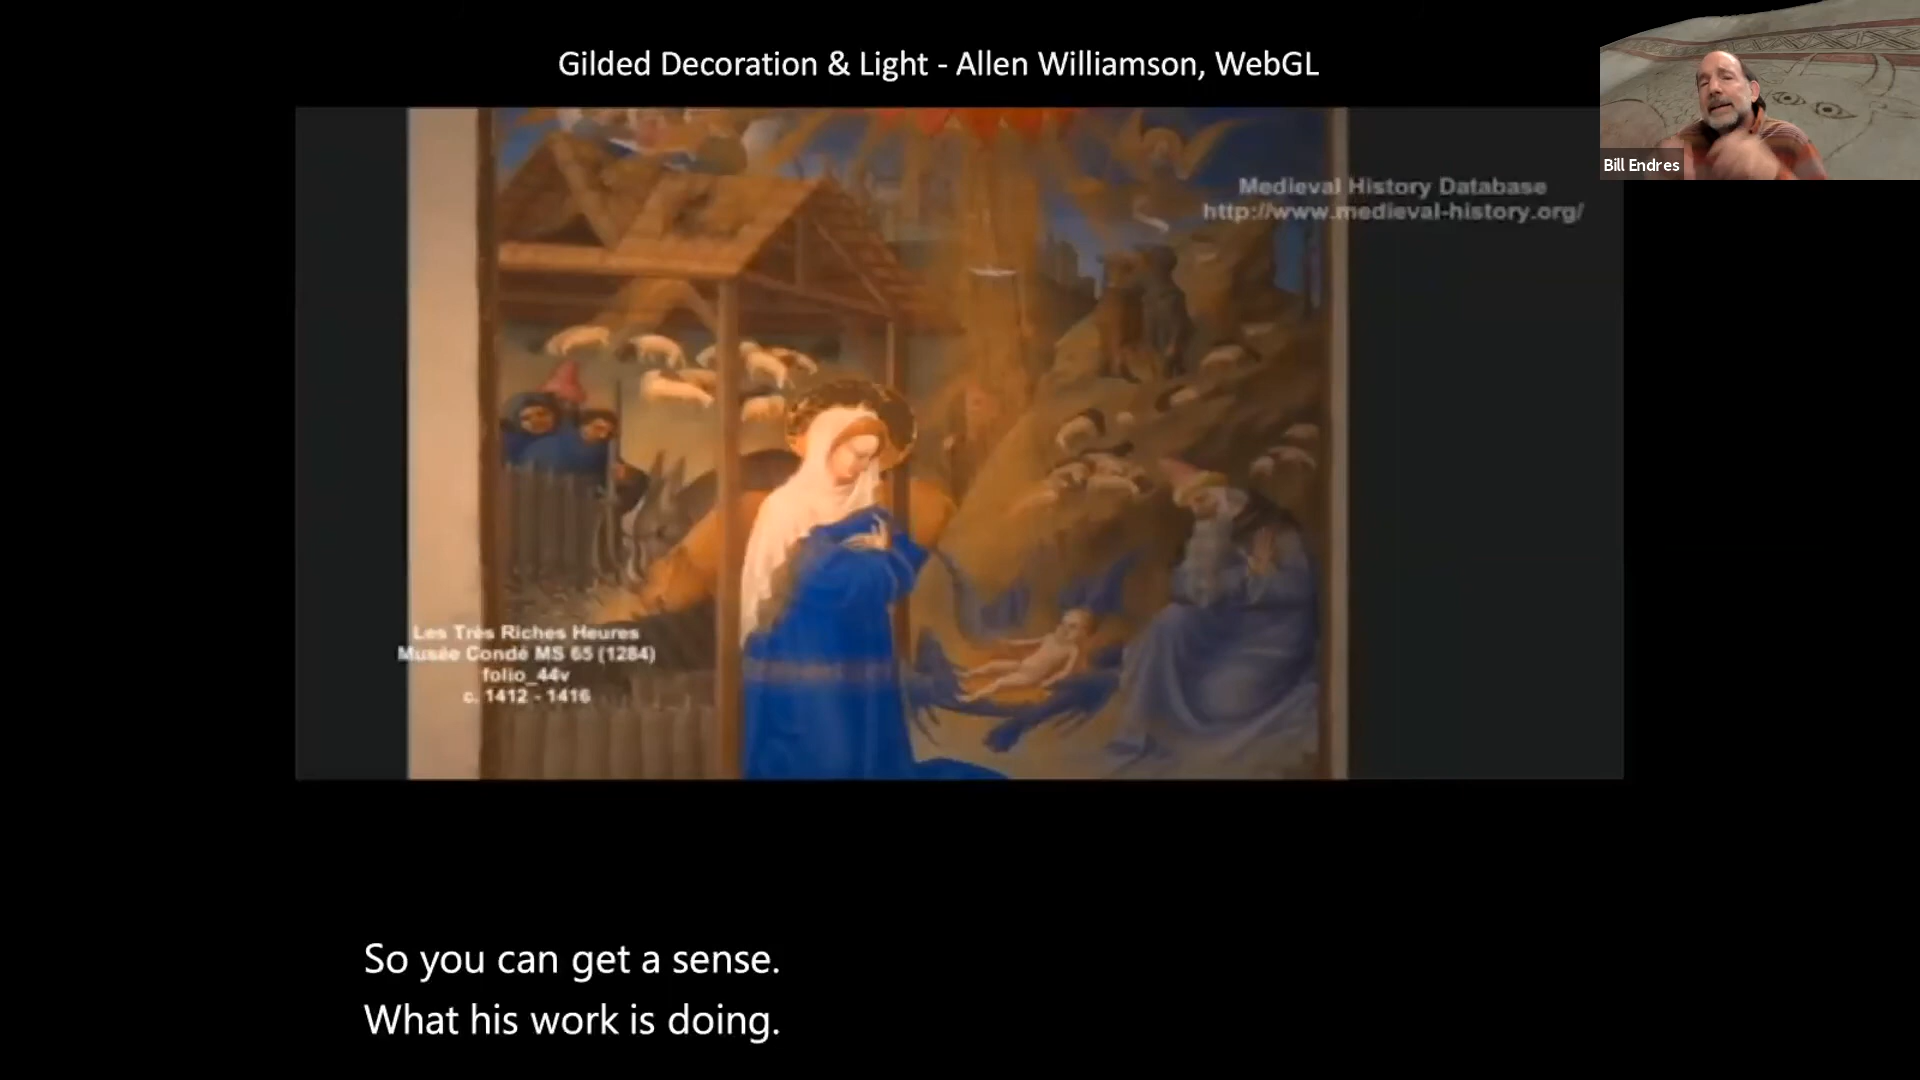 Gilded Decoration & Light - Allen Williamson, WebGL
Bill Endres
Medieval History Database
http://www.medieval-history.org/
Les Très Riches Heures
Musée Condé MS 65 (1284)
folio_44v
c. 1412 - 1416
So you can get a sense.
What his work is doing.